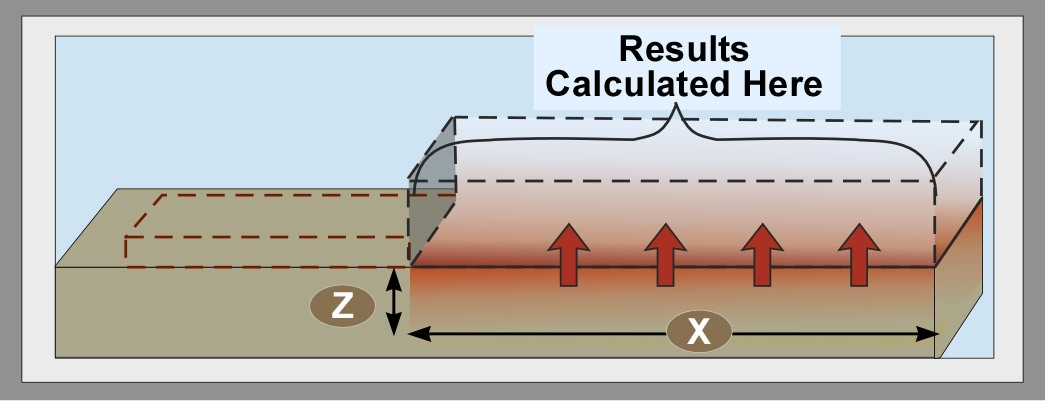 Results
Calculated Here
Z
X